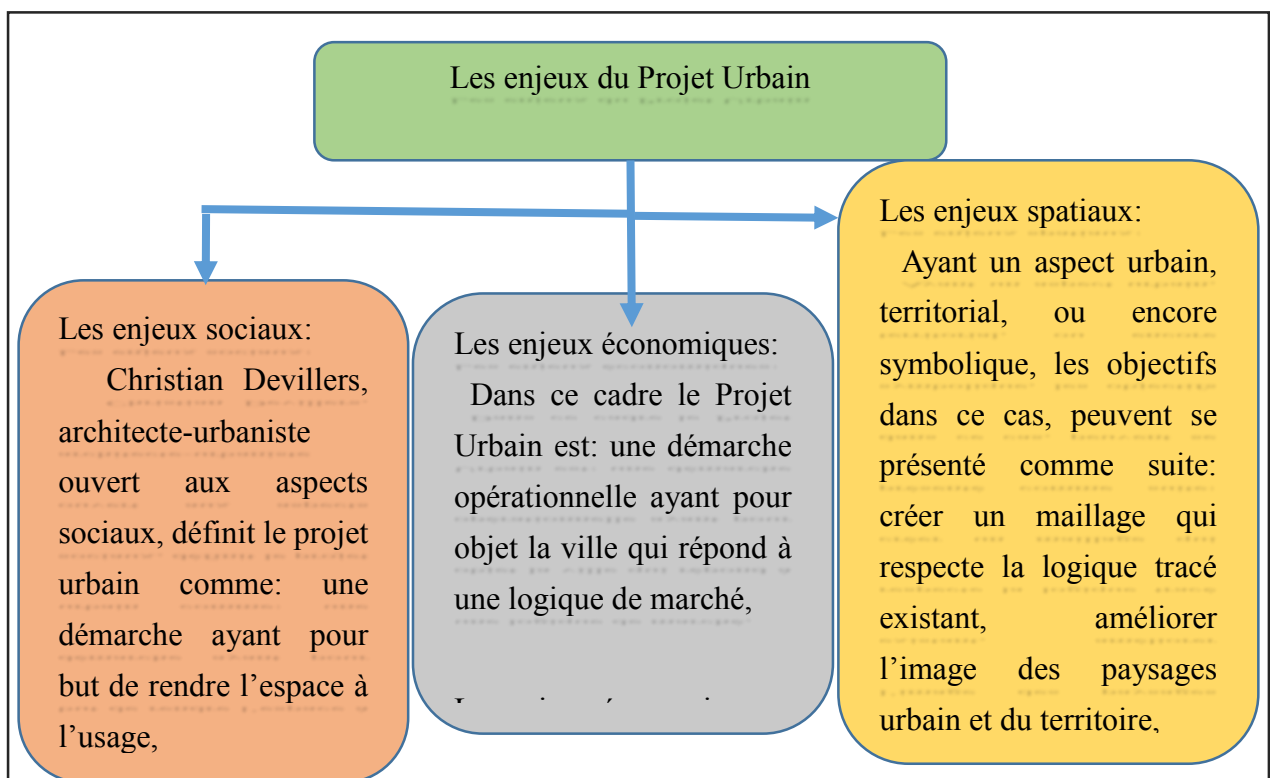 Les enjeux du Projet Urbain
Les enjeux sociaux:
Christian Devillers,
architecte-urbaniste
ouvert aux aspects
sociaux, définit le projet
urbain comme: une
démarche ayant pour
but de rendre l’espace à
l’usage,
Les enjeux économiques:
Dans ce cadre le Projet
Urbain est: une démarche
opérationnelle ayant pour
objet la ville qui répond à
une logique de marché,
Les enjeux spatiaux:
Ayant un aspect urbain,
territorial, ou encore
symbolique, les objectifs
dans ce cas, peuvent se
présenté comme suite:
créer un maillage qui
respecte la logique tracé
existant, améliorer
l’image des paysages
urbain et du territoire,